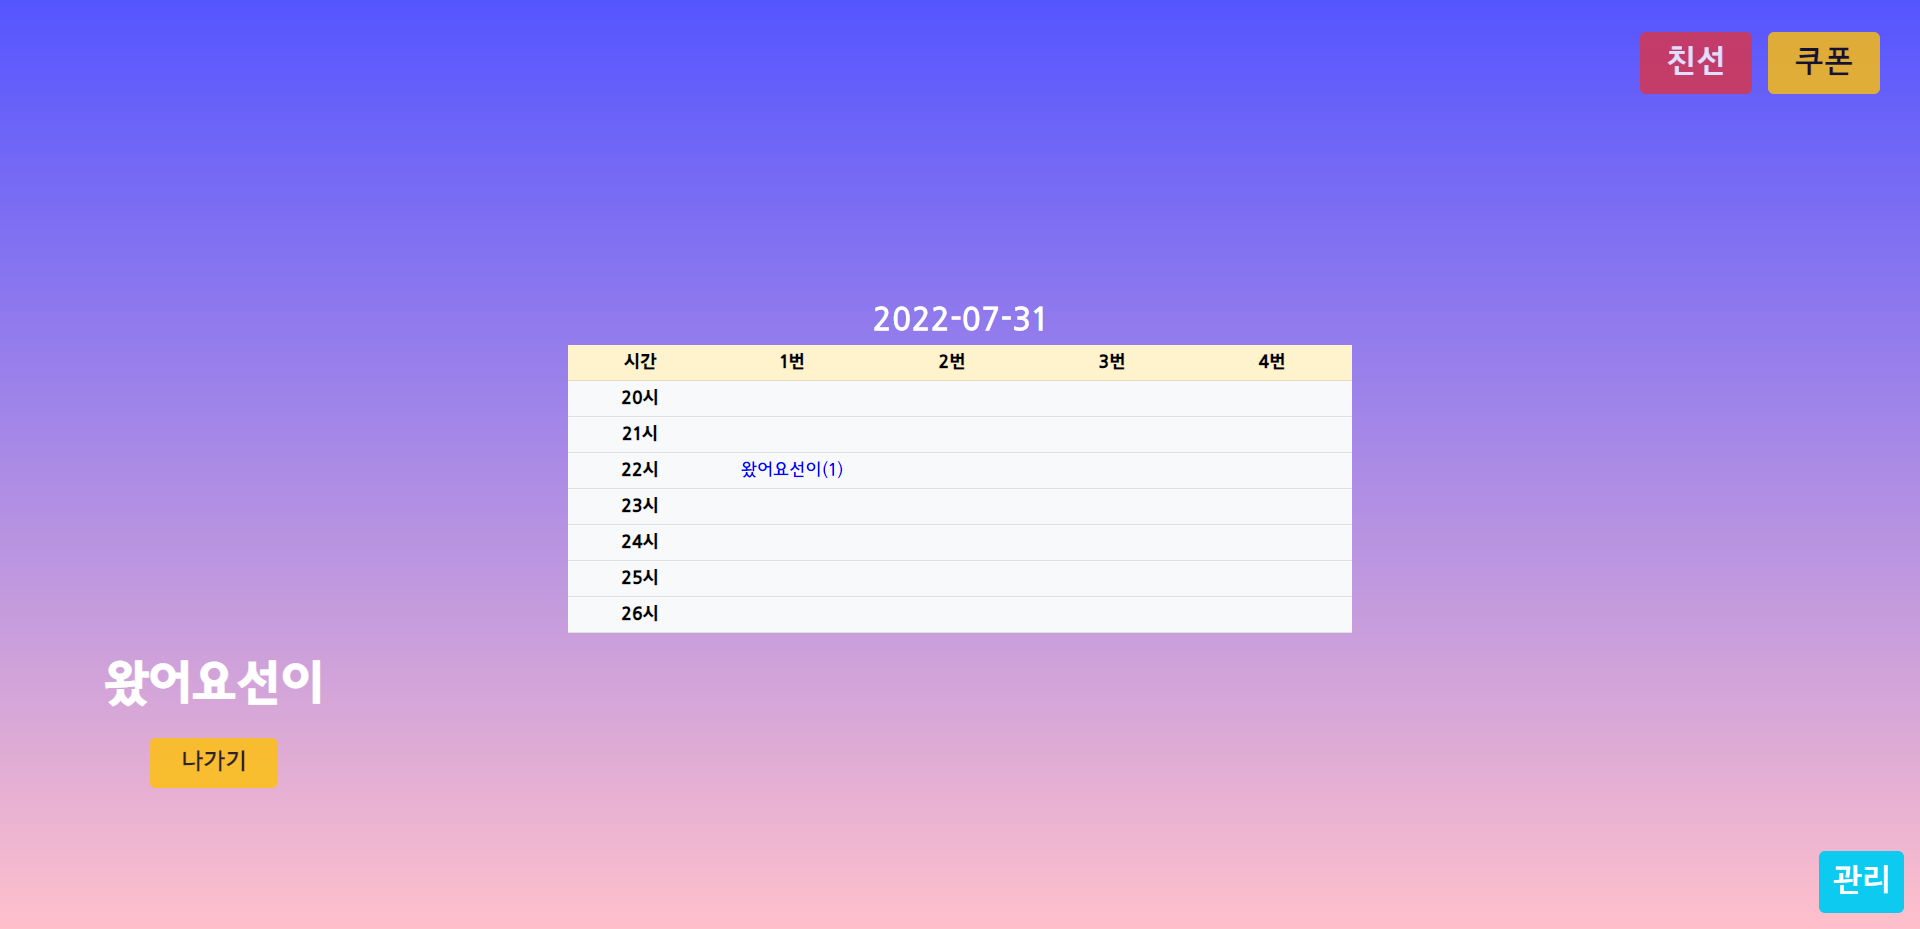 친선 쿠폰
2022-07-31
시간 1번 2번 3번 4번
20시
21시
22시 왔어요선이(1)
23시
24시
25시
26시
왔어요선이
나가기
관리